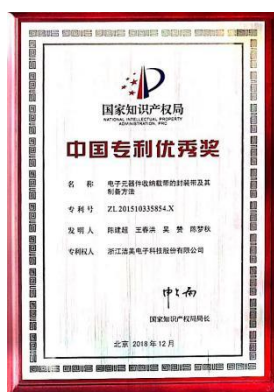 国家知识产权局
NATIONAL INTELLECTUAL PROPERTY
ADMINISTRATION, PRC
中国专利优秀奖
名 称 电子元器件收纳载带的封装带及其
制备方法
专 利 号 ZL 201510335854.X
发 明 人 陈建超 王春洪 吴 赞 陈梦秋
专利权人 浙江洁美电子科技股份有限公司
国家知识产权局局长
北京 2018 年 12 月